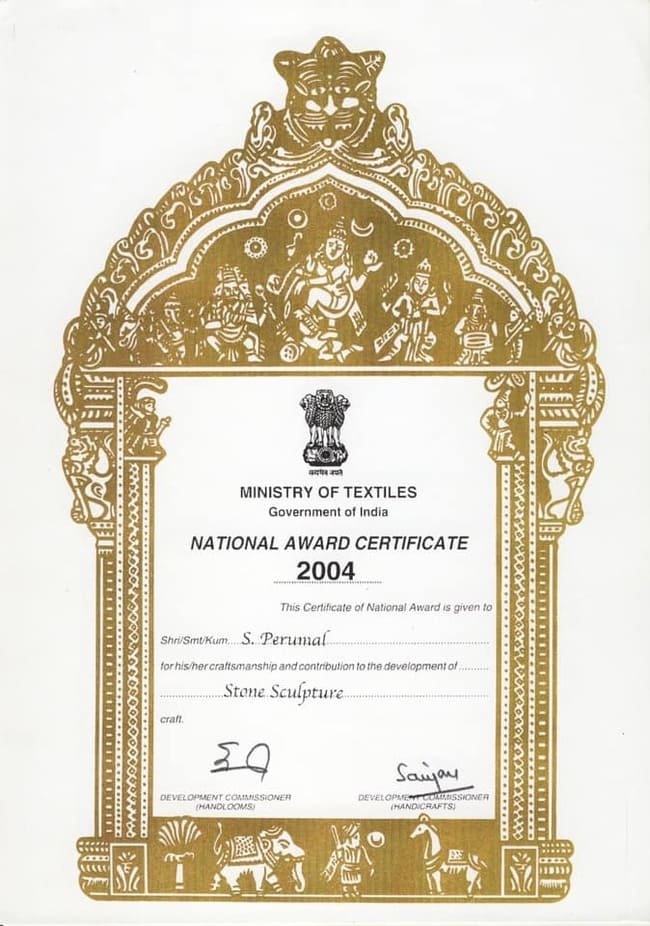 सत्यमेव जयते
MINISTRY OF TEXTILES
Government of India
NATIONAL AWARD CERTIFICATE
2004
This Certificate of National Award is given to
Shri/Smt/Kum....S. Perumal
for his/her craftsmanship and contribution to the development of
Stone Sculpture
craft.
Sanjay
DEVELOPMENT COMMISSIONER DEVELOPMENT COMMISSIONER
(HANDLOOMS) (HANDICRAFTS)